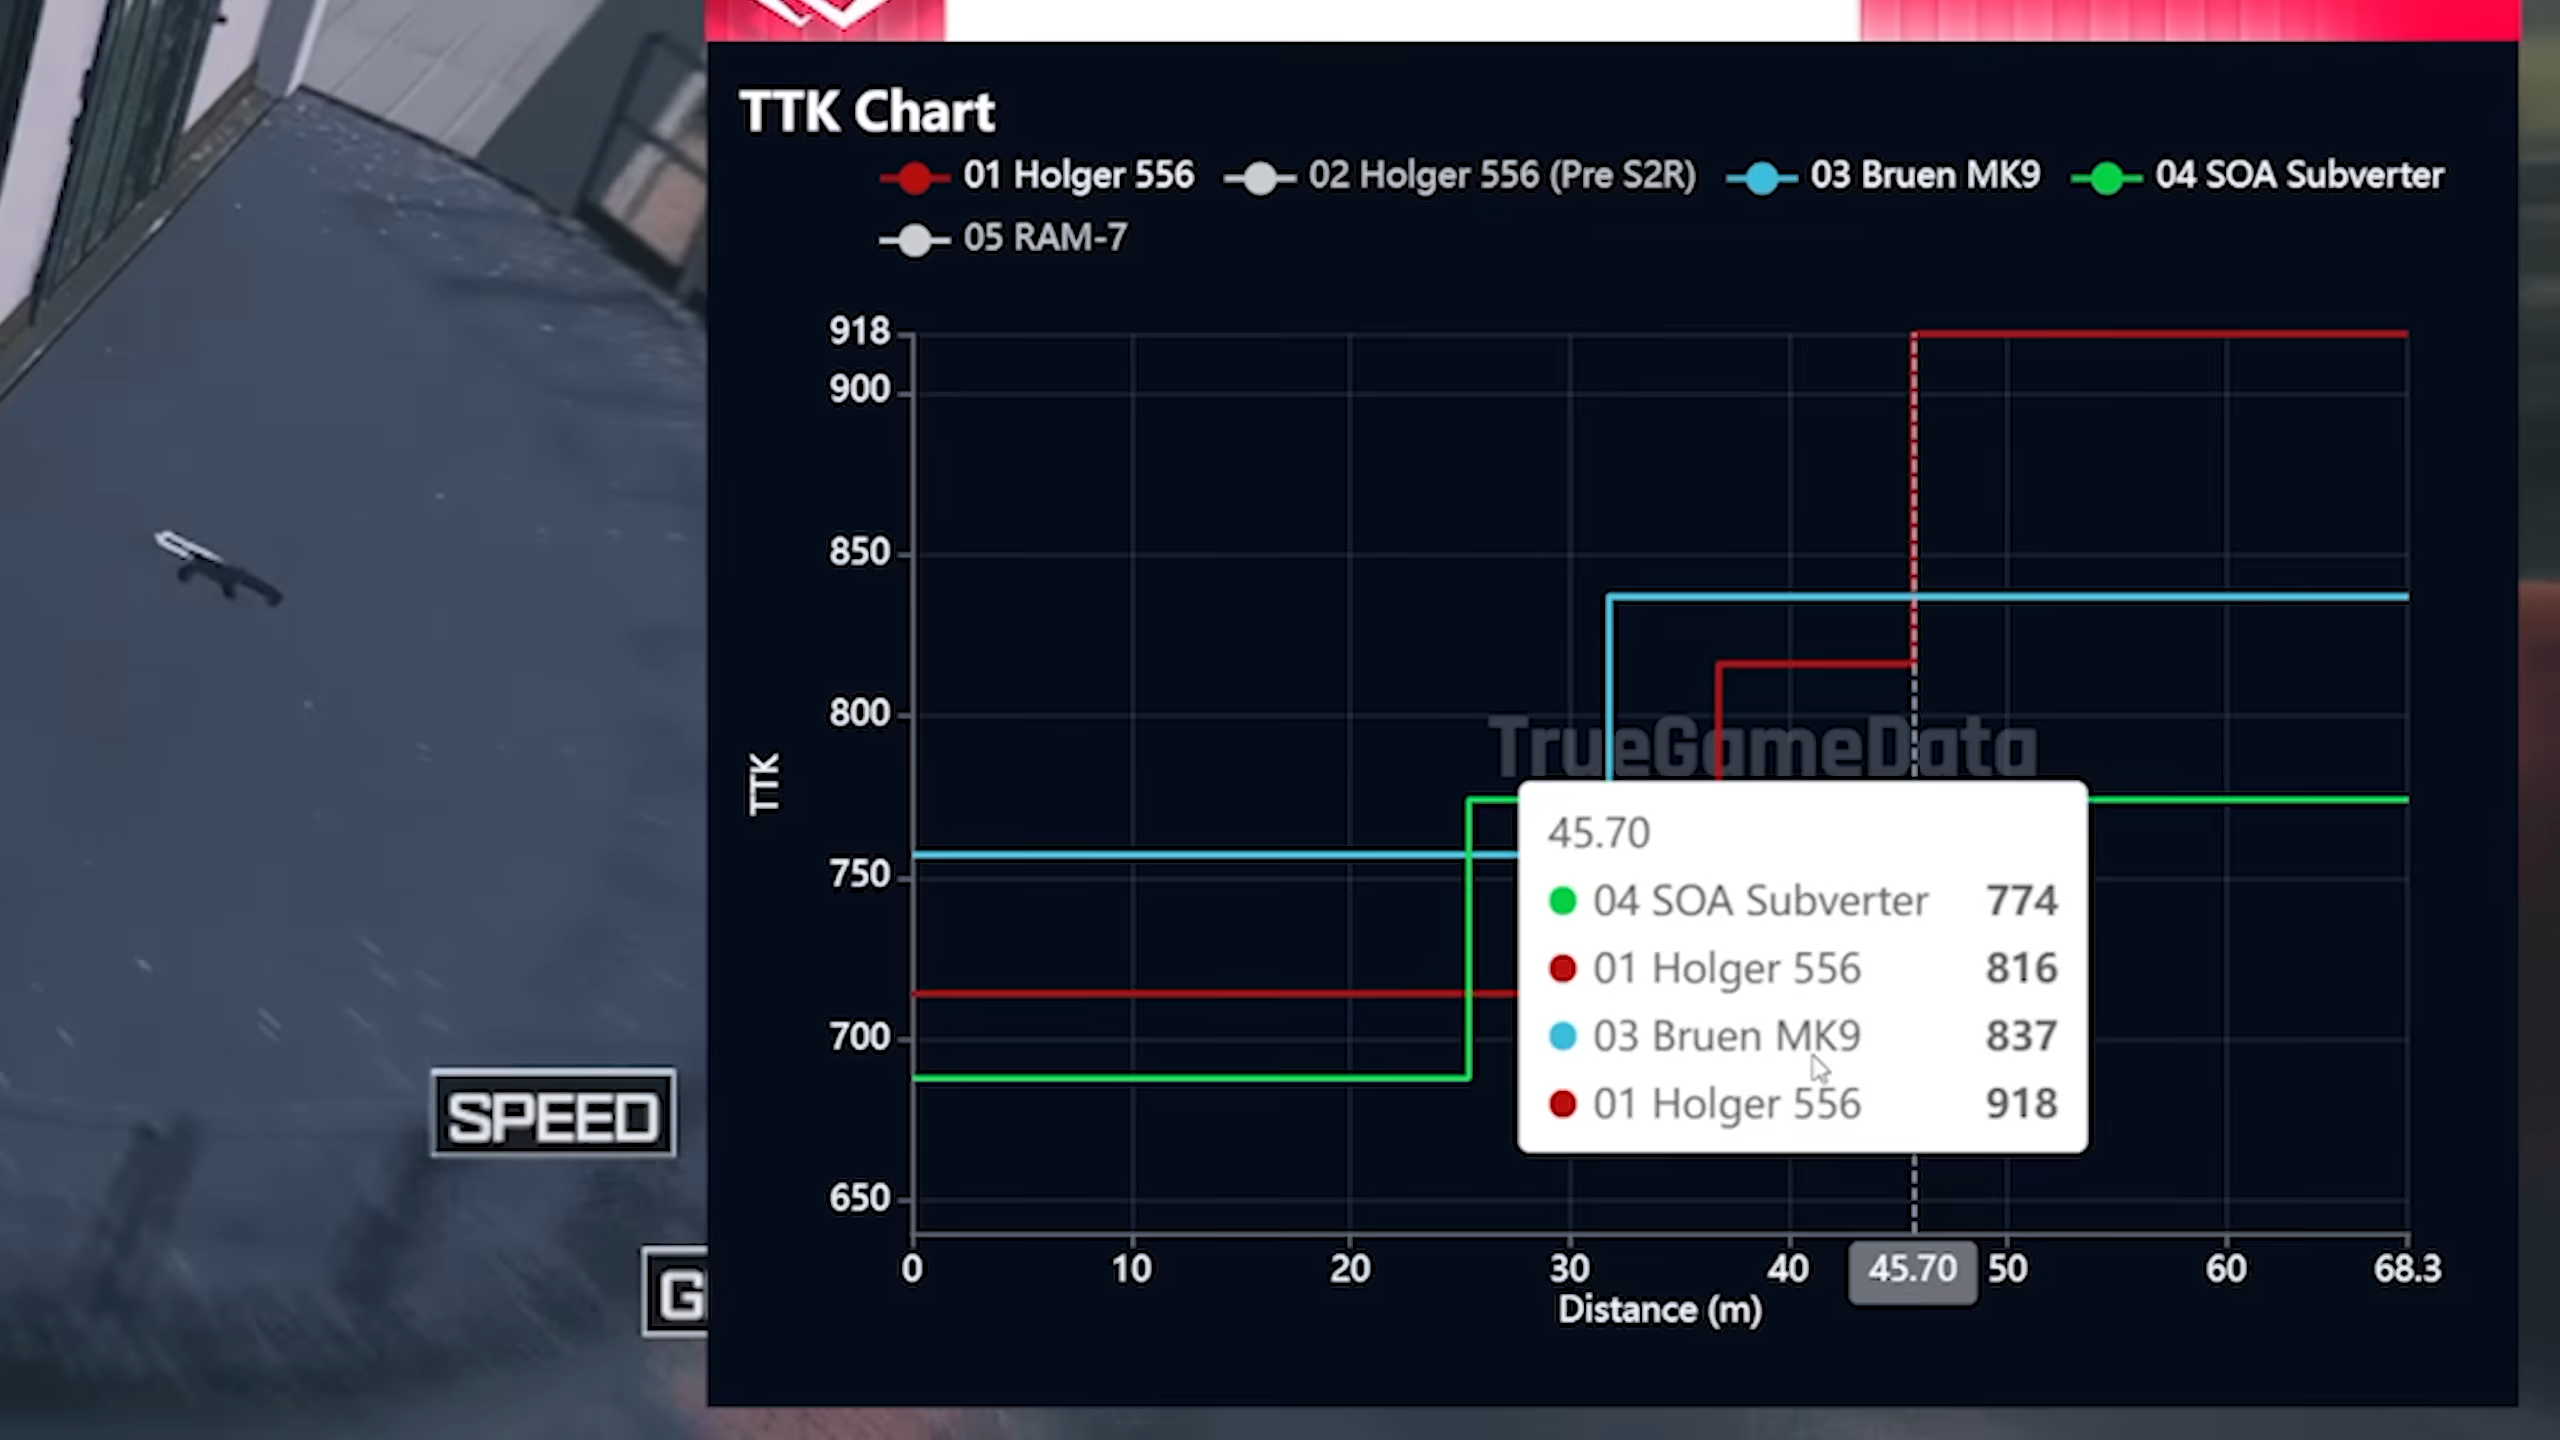 TTK Chart
01 Holger 556
02 Holger 556 (Pre S2R)
03 Bruen MK9
04 SOA Subverter
05 RAM-7
918
900
850
800
750
700
650
TTK
TrueGameData
45.70
04 SOA Subverter 774
01 Holger 556 816
03 Bruen MK9 837
01 Holger 556 918
0 10 20 30 40 45.70 50 60 68.3
Distance (m)
SPEED
G